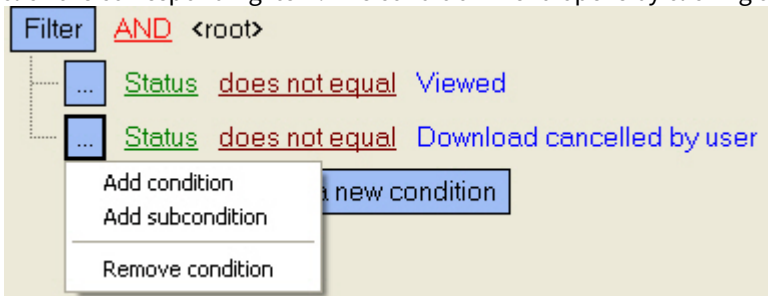 Filter AND <root>
... Status does not equal Viewed
... Status does not equal Download cancelled by user
Add condition
new condition
Add subcondition
Remove condition